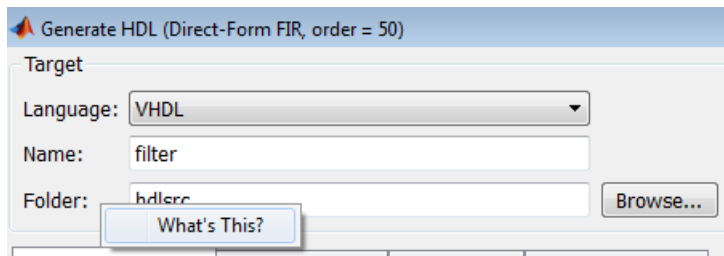 Generate HDL (Direct-Form FIR, order = 50)
Target
Language: VHDL
Name: filter
Folder: hdlsrc Browse...
What's This?